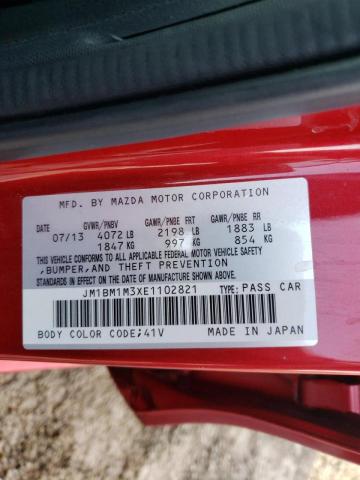 MFD. BY MAZDA MOTOR CORPORATION
DATE GVWR/PNBV GAWR/PNBE FRT GAWR/PNBE RR
07/13 4072 LB 2198 LB 1883 LB
1847 KG 997 KG 854 KG
THIS VEHICLE CONFORMS TO ALL APPLICABLE
FEDERAL MOTOR VEHICLE SAFETY
,BUMPER,AND THEFT PREVENTION
STANDARDS IN EFFECT ON THE DATE OF MANUFACTURE SHOWN ABOVE.
JM1BM1M3XE1102821 TYPE: PASS CAR
BODY COLOR CODE;41V MADE IN JAPAN